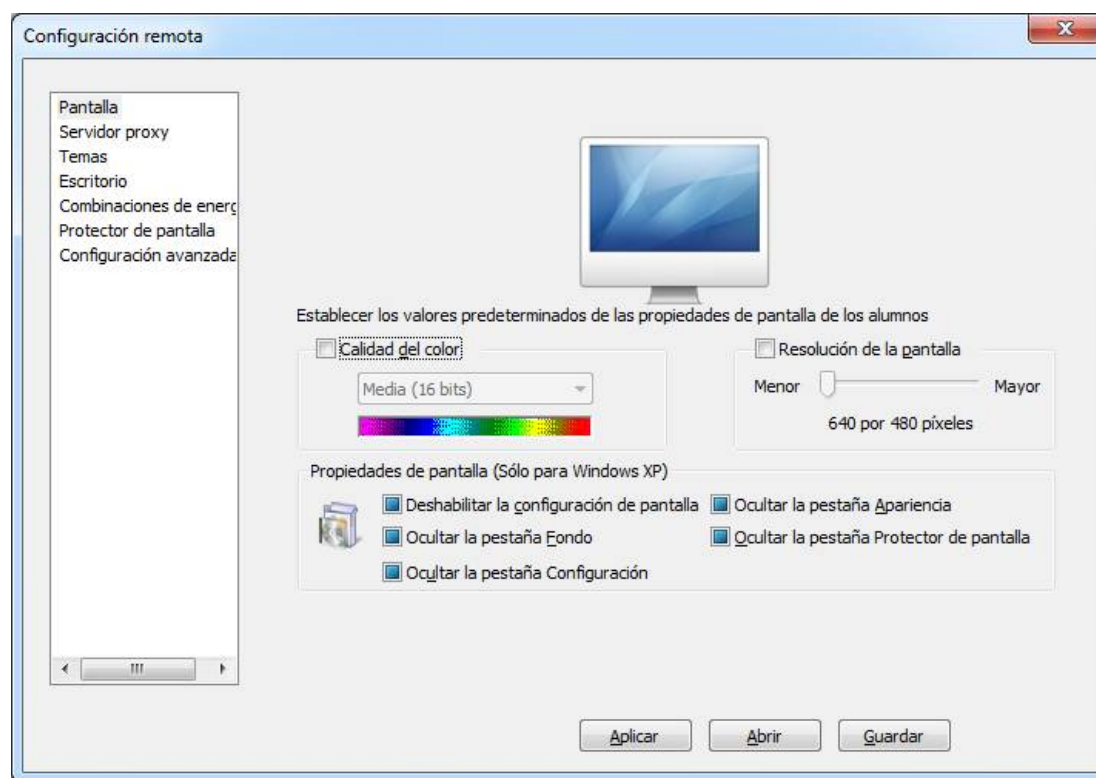 Configuración remota
Pantalla
Servidor proxy
Temas
Escritorio
Combinaciones de energ
Protector de pantalla
Configuración avanzada
Establecer los valores predeterminados de las propiedades de pantalla de los alumnos
Calidad del color
Media (16 bits)
Resolución de la pantalla
Menor Mayor
640 por 480 píxeles
Propiedades de pantalla (Sólo para Windows XP)
Deshabilitar la configuración de pantalla Ocultar la pestaña Apariencia
Ocultar la pestaña Fondo Ocultar la pestaña Protector de pantalla
Ocultar la pestaña Configuración
Aplicar Abrir Guardar